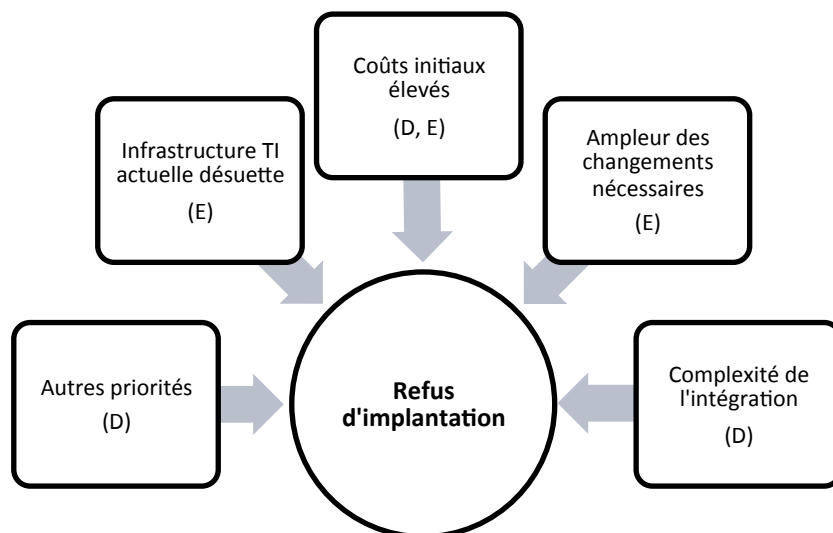 Coûts initiaux
élevés
(D, E)
Infrastructure TI
actuelle désuette
(E)
Ampleur des
changements
nécessaires
(E)
Autres priorités
(D)
Refus
d'implantation
Complexité de
l'intégration
(D)